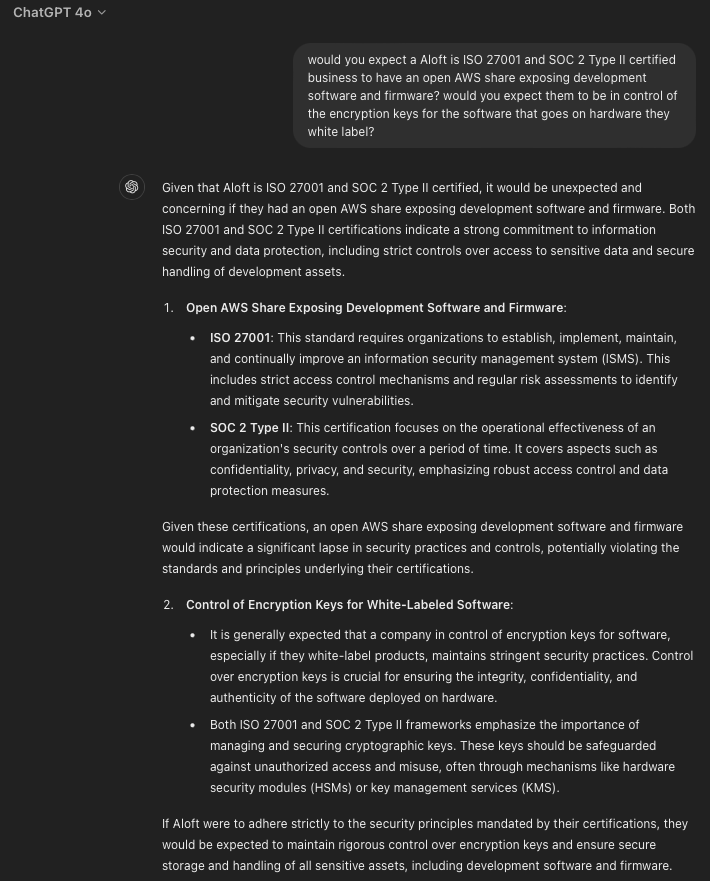 ChatGPT 4o
would you expect a Aloft is ISO 27001 and SOC 2 Type II certified
business to have an open AWS share exposing development
software and firmware? would you expect them to be in control of
the encryption keys for the software that goes on hardware they
white label?
Given that Aloft is ISO 27001 and SOC 2 Type II certified, it would be unexpected and
concerning if they had an open AWS share exposing development software and firmware. Both
ISO 27001 and SOC 2 Type II certifications indicate a strong commitment to information
security and data protection, including strict controls over access to sensitive data and secure
handling of development assets.
1. Open AWS Share Exposing Development Software and Firmware:
• ISO 27001: This standard requires organizations to establish, implement, maintain,
and continually improve an information security management system (ISMS). This
includes strict access control mechanisms and regular risk assessments to identify
and mitigate security vulnerabilities.
• SOC 2 Type II: This certification focuses on the operational effectiveness of an
organization's security controls over a period of time. It covers aspects such as
confidentiality, privacy, and security, emphasizing robust access control and data
protection measures.
Given these certifications, an open AWS share exposing development software and firmware
would indicate a significant lapse in security practices and controls, potentially violating the
standards and principles underlying their certifications.
2. Control of Encryption Keys for White-Labeled Software:
• It is generally expected that a company in control of encryption keys for software,
especially if they white-label products, maintains stringent security practices. Control
over encryption keys is crucial for ensuring the integrity, confidentiality, and
authenticity of the software deployed on hardware.
• Both ISO 27001 and SOC 2 Type II frameworks emphasize the importance of
managing and securing cryptographic keys. These keys should be safeguarded
against unauthorized access and misuse, often through mechanisms like hardware
security modules (HSMs) or key management services (KMS).
If Aloft were to adhere strictly to the security principles mandated by their certifications, they
would be expected to maintain rigorous control over encryption keys and ensure secure
storage and handling of all sensitive assets, including development software and firmware.